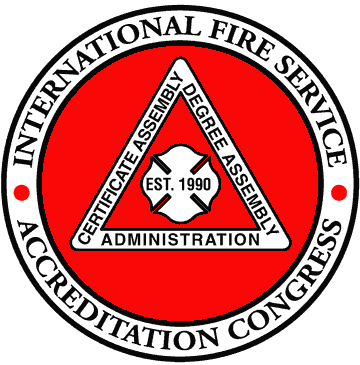 INTERNATIONAL FIRE SERVICE
ACCREDITATION CONGRESS
CERTIFICATE ASSEMBLY
DEGREE ASSEMBLY
ADMINISTRATION
EST. 1990